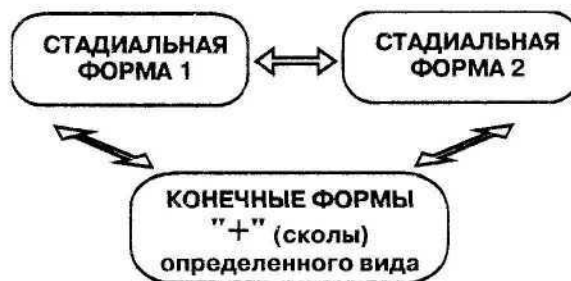 СТАДИАЛЬНАЯ
ФОРМА 1
СТАДИАЛЬНАЯ
ФОРМА 2
КОНЕЧНЫЕ ФОРМЫ
"+" (сколы)
определенного вида